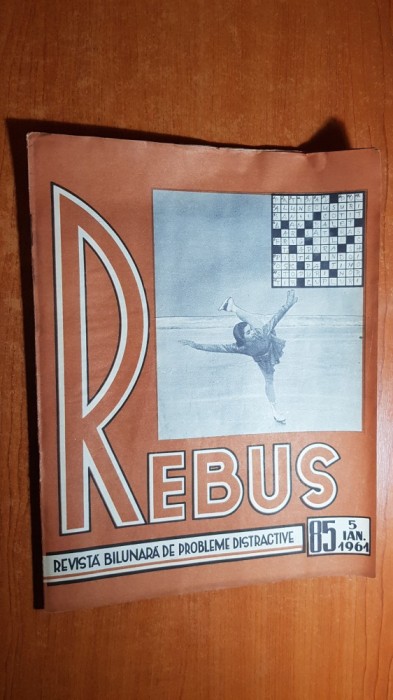 REBUS
REVISTĂ BILUNARĂ DE PROBLEME DISTRACTIVE
85
5
IAN.
1961